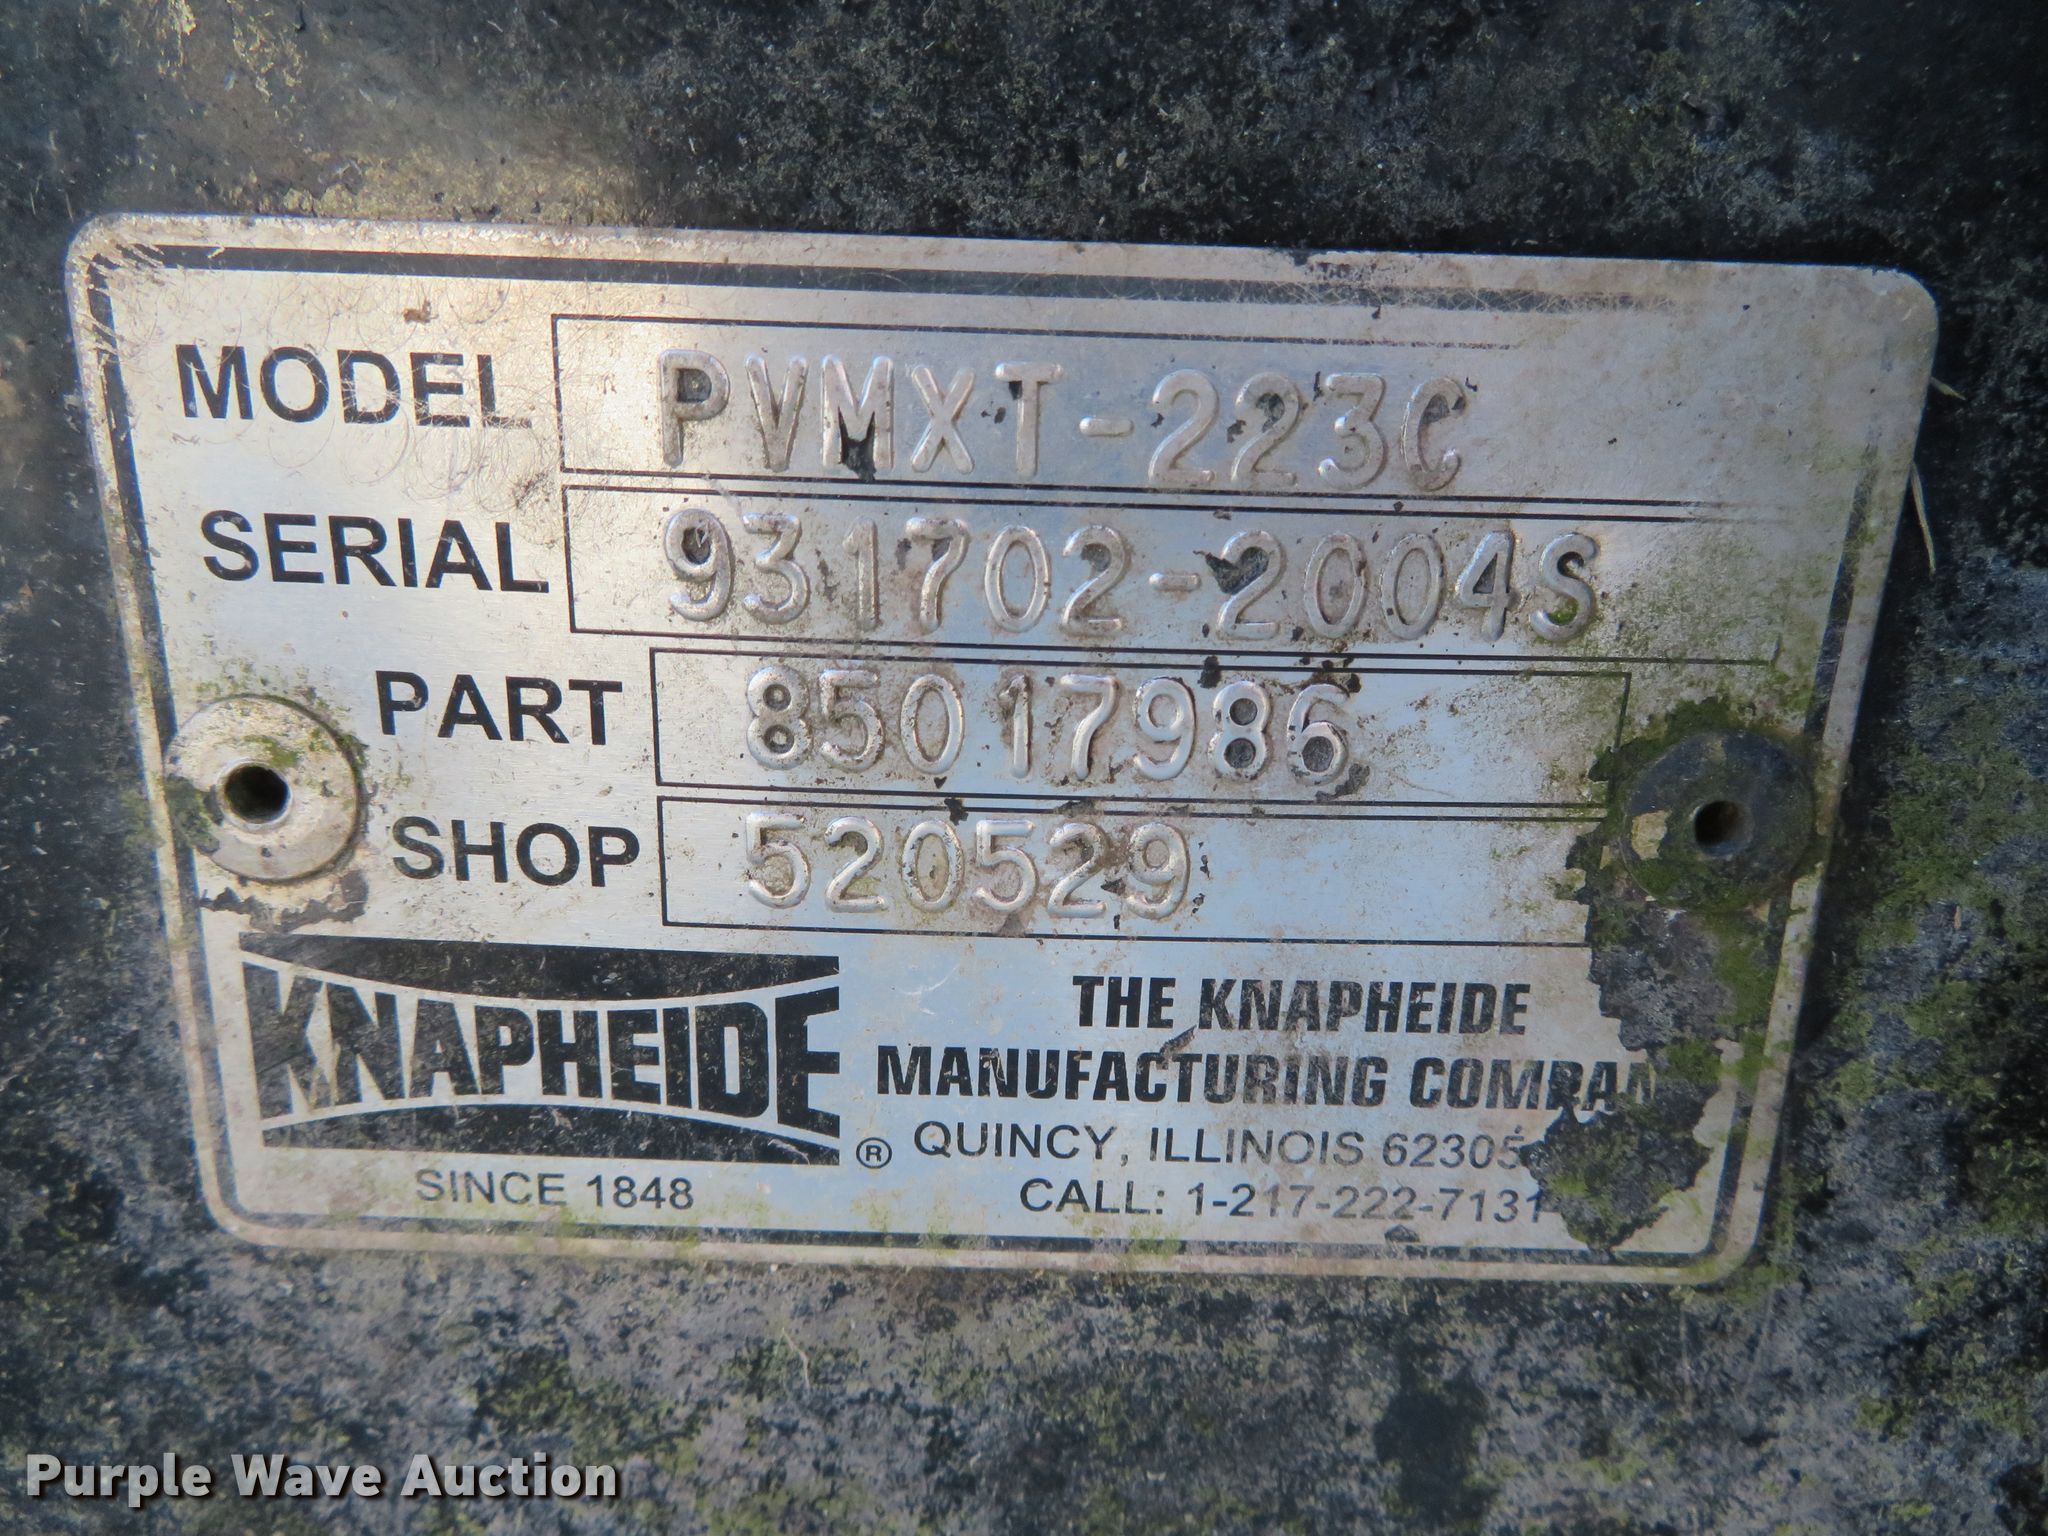 MODEL PVMXT-223C
SERIAL 931702-2004S
PART 85017986
SHOP 520529
KNAPHEIDE
®
SINCE 1848
THE KNAPHEIDE
MANUFACTURING COMPAN
QUINCY, ILLINOIS 62305
CALL: 1-217-222-7131
Purple Wave Auction